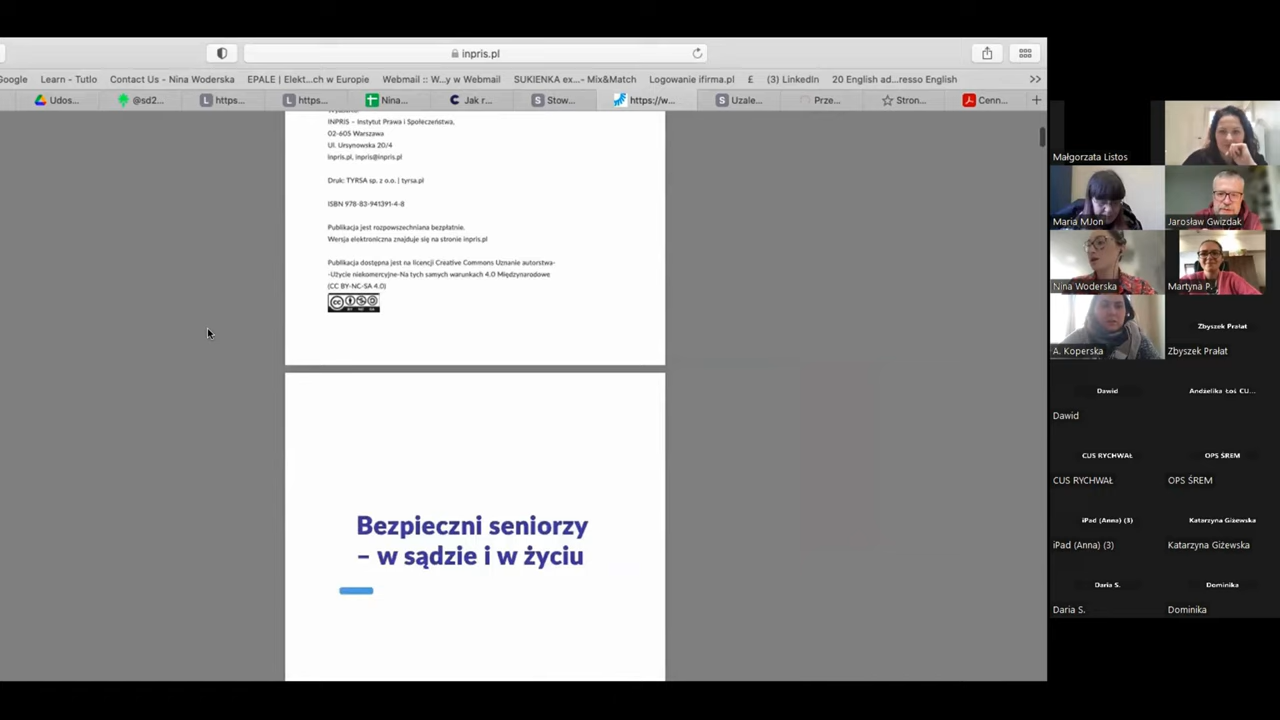 inpris.pl
Google Learn - Tutlo Contact Us - Nina Woderska EPALE | Elekt...ch w Europie Webmail :: W...y w Webmail SUKIENKA ex... - Mix&Match Logowanie ifirma.pl £ (3) LinkedIn 20 English ad...resso English >>
Udos... @sd2... https... https... Nina... Jak r... Stow... https://w... Uzale... Prze... Stron... Cenn... +
INPRIS – Instytut Prawa i Społeczeństwa,
02-605 Warszawa
Ul. Ursynowska 20/4
inpris.pl, inpris@inpris.pl
Druk: TYRSA sp. z o.o. | tyrsa.pl
ISBN 978-83-941391-4-8
Publikacja jest rozpowszechniana bezpłatnie.
Wersja elektroniczna znajduje się na stronie inpris.pl
Publikacja dostępna jest na licencji Creative Commons Uznanie autorstwa-
-Użycie niekomercyjne-Na tych samych warunkach 4.0 Międzynarodowe
(CC BY-NC-SA 4.0)
Bezpieczni seniorzy
– w sądzie i w życiu
Małgorzata Listos
Maria MJon Jarosław Gwizdak
Nina Woderska Martyna P.
Zbyszek Prałat
A. Koperska Zbyszek Prałat
Dawid Andżelika Łoś CU...
Dawid
CUS RYCHWAŁ OPS ŚREM
CUS RYCHWAŁ OPS ŚREM
iPad (Anna) (3) Katarzyna Giżewska
iPad (Anna) (3) Katarzyna Giżewska
Daria S. Dominika
Daria S. Dominika